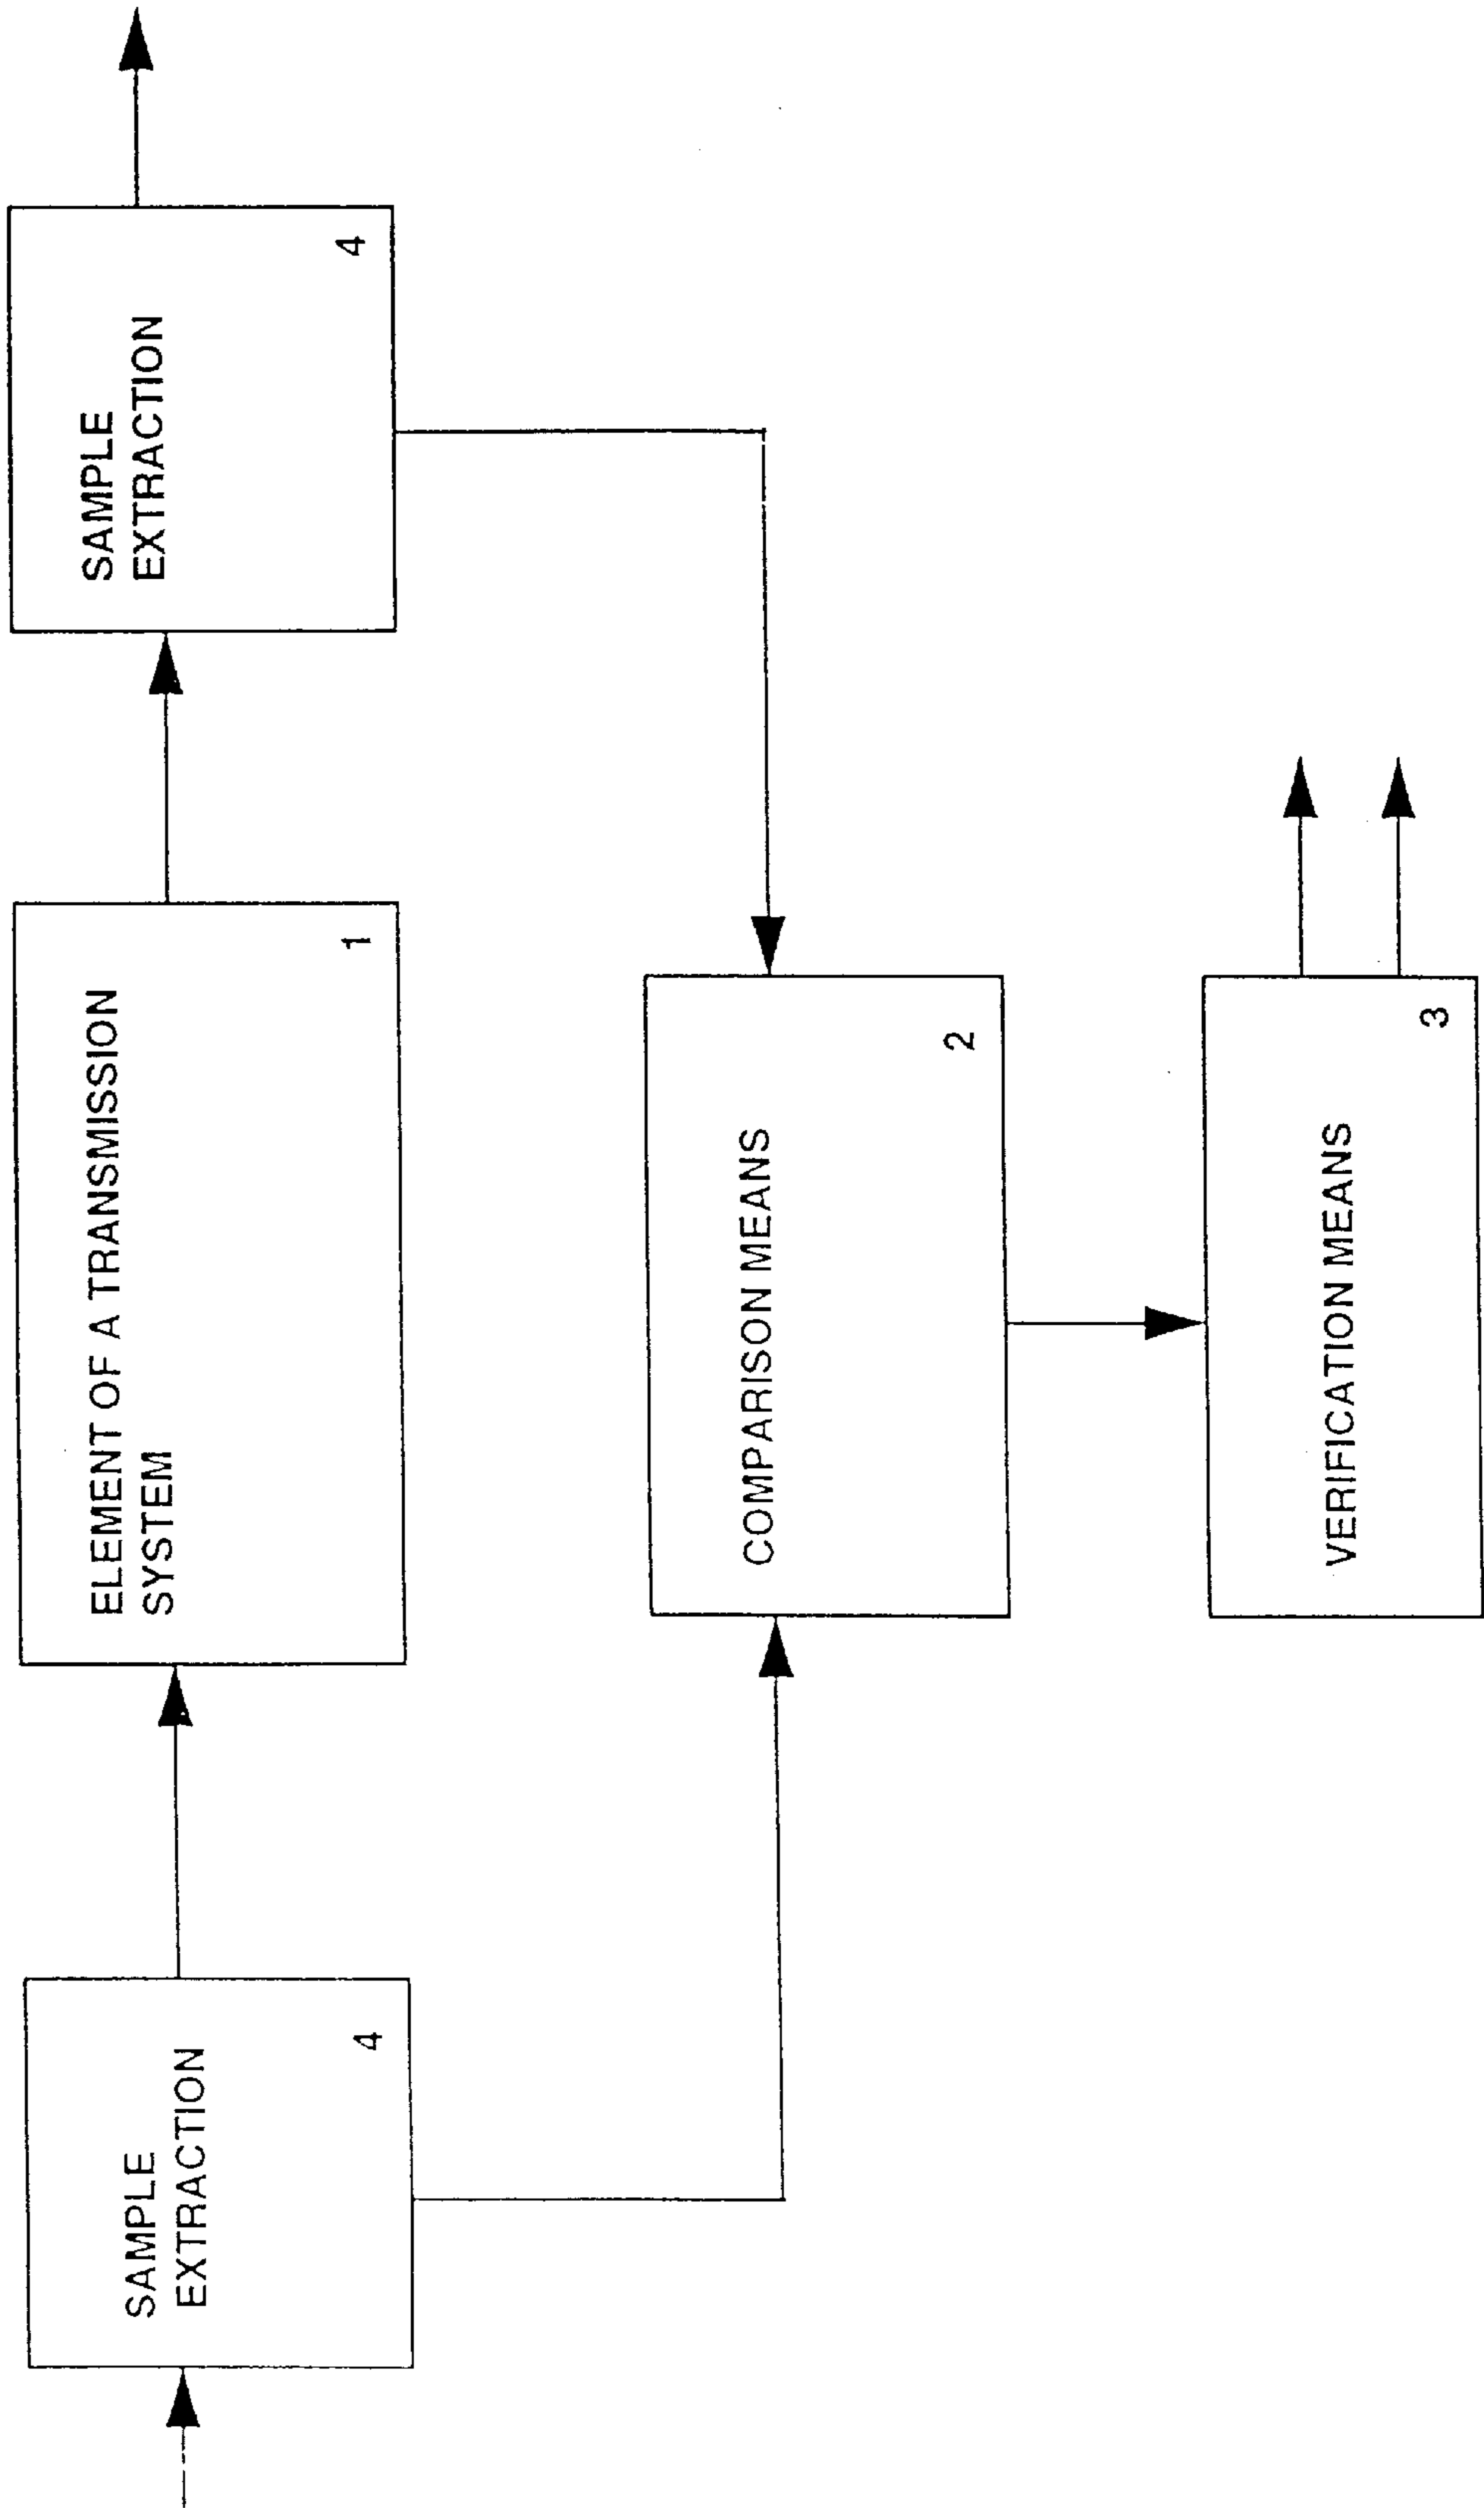 SAMPLE
EXTRACTION
4
ELEMENT OF A TRANSMISSION
SYSTEM
1
SAMPLE
EXTRACTION
4
COMPARISON MEANS
2
VERIFICATION MEANS
3